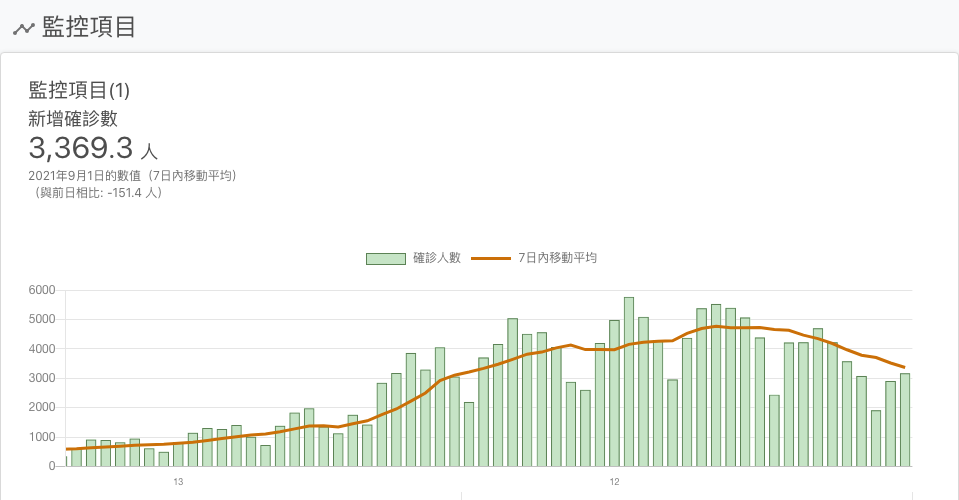 監控項目
監控項目(1)
新增確診數
3,369.3 人
2021年9月1日的數值（7日內移動平均）
（與前日相比: -151.4 人）
確診人數 7日內移動平均
6000
5000
4000
3000
2000
1000
0
13 12